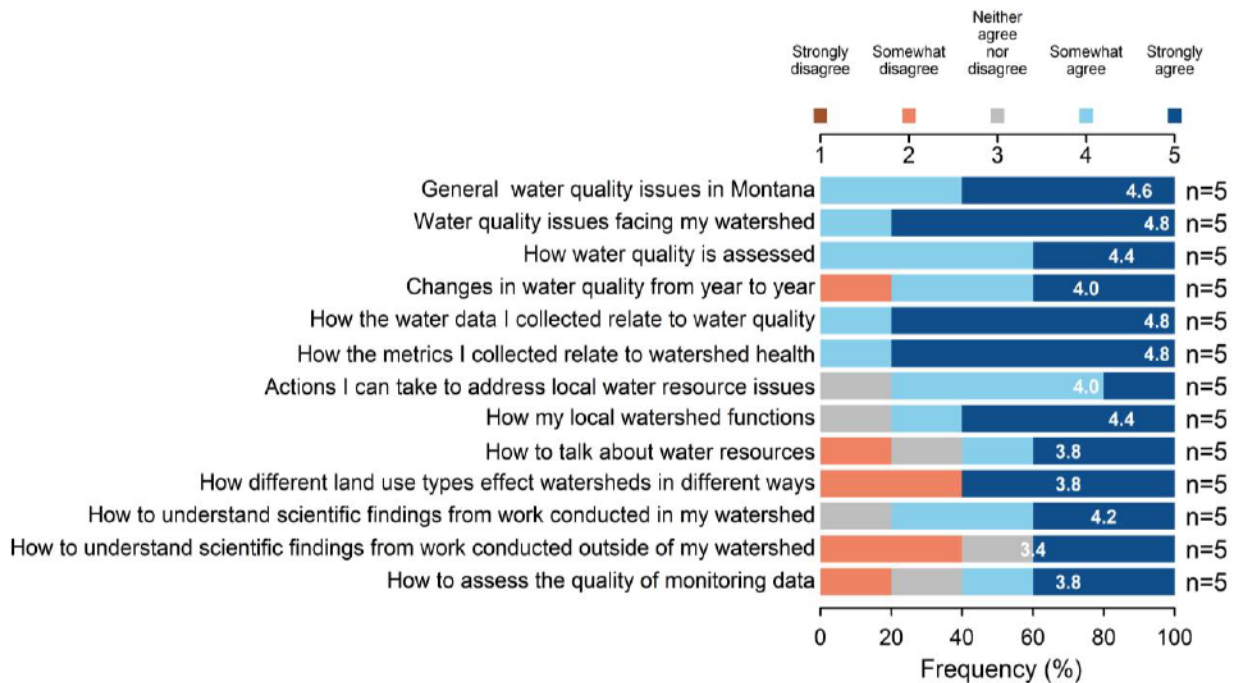 Strongly disagree
Somewhat disagree
Neither agree nor disagree
Somewhat agree
Strongly agree
1 2 3 4 5
General water quality issues in Montana 4.6 n=5
Water quality issues facing my watershed 4.8 n=5
How water quality is assessed 4.4 n=5
Changes in water quality from year to year 4.0 n=5
How the water data I collected relate to water quality 4.8 n=5
How the metrics I collected relate to watershed health 4.8 n=5
Actions I can take to address local water resource issues 4.0 n=5
How my local watershed functions 4.4 n=5
How to talk about water resources 3.8 n=5
How different land use types effect watersheds in different ways 3.8 n=5
How to understand scientific findings from work conducted in my watershed 4.2 n=5
How to understand scientific findings from work conducted outside of my watershed 3.4 n=5
How to assess the quality of monitoring data 3.8 n=5
0 20 40 60 80 100
Frequency (%)